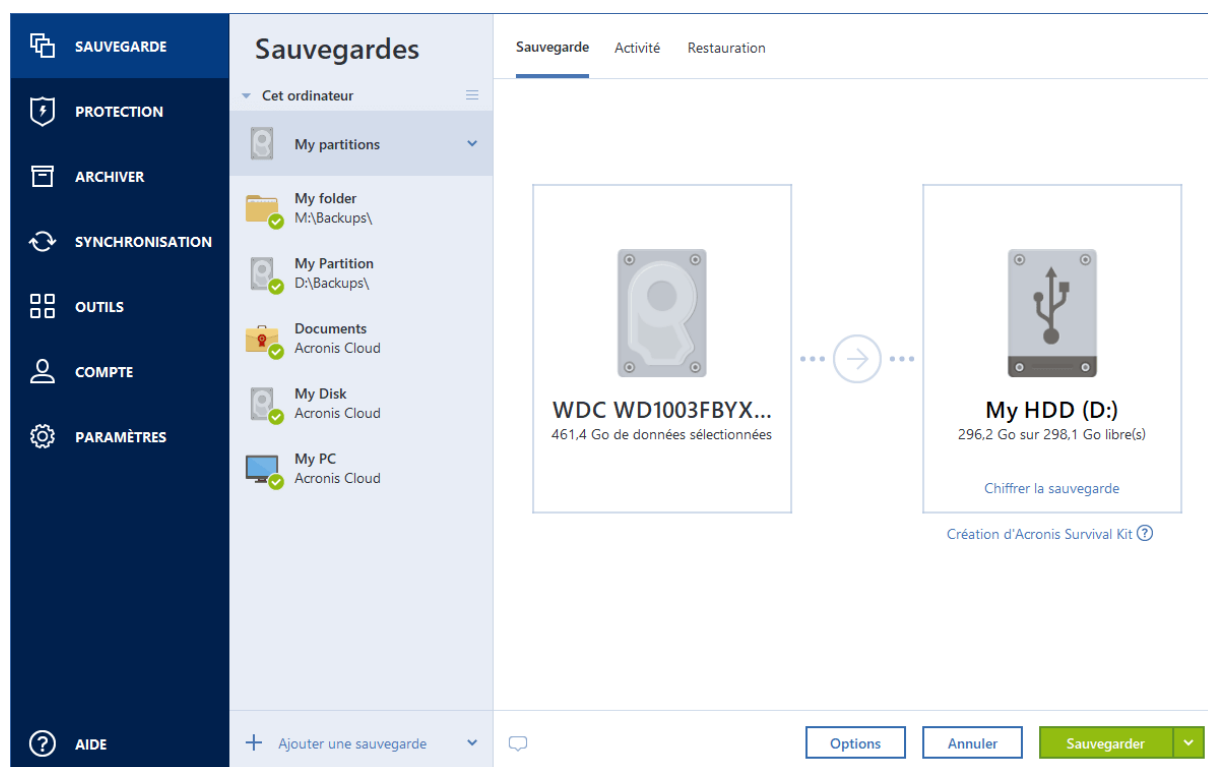 SAUVEGARDE
PROTECTION
ARCHIVER
SYNCHRONISATION
OUTILS
COMPTE
PARAMÈTRES
AIDE
Sauvegardes
Cet ordinateur
My partitions
My folder
M:\Backups\
My Partition
D:\Backups\
Documents
Acronis Cloud
My Disk
Acronis Cloud
My PC
Acronis Cloud
Ajouter une sauvegarde
Sauvegarde Activité Restauration
WDC WD1003FBYX...
461,4 Go de données sélectionnées
My HDD (D:)
296,2 Go sur 298,1 Go libre(s)
Chiffrer la sauvegarde
Création d'Acronis Survival Kit ?
Options Annuler Sauvegarder